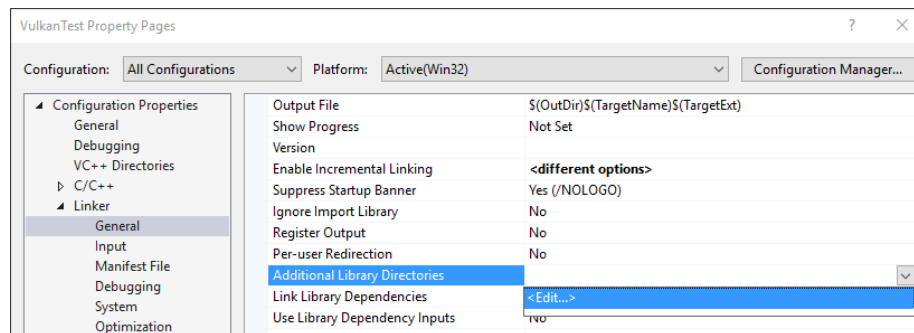 VulkanTest Property Pages
Configuration: All Configurations Platform: Active(Win32) Configuration Manager...
Configuration Properties
General
Debugging
VC++ Directories
C/C++
Linker
General
Input
Manifest File
Debugging
System
Optimization
Output File $(OutDir)$(TargetName)$(TargetExt)
Show Progress Not Set
Version
Enable Incremental Linking <different options>
Suppress Startup Banner Yes (/NOLOGO)
Ignore Import Library No
Register Output No
Per-user Redirection No
Additional Library Directories
Link Library Dependencies <Edit...>
Use Library Dependency Inputs No